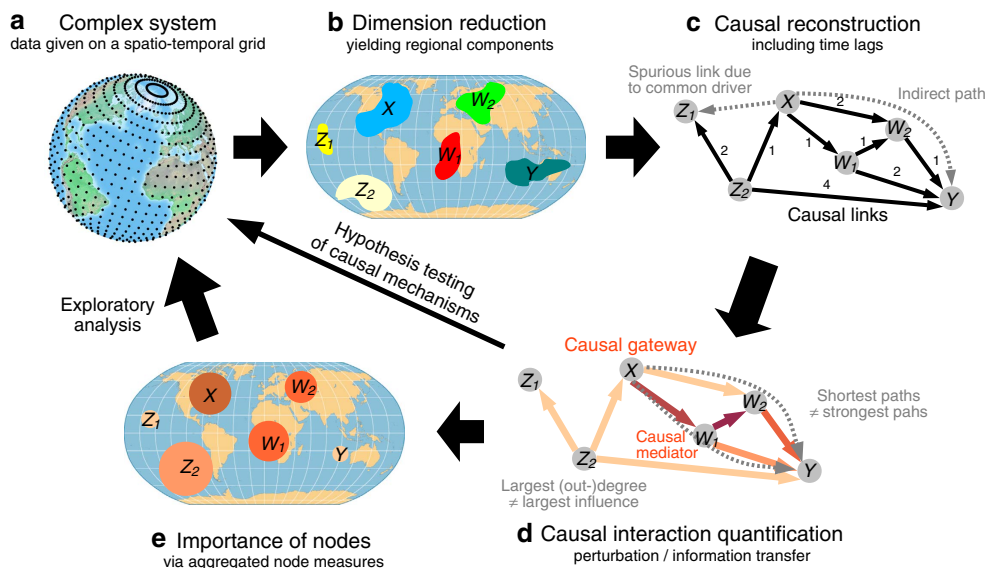 a Complex system
data given on a spatio-temporal grid
b Dimension reduction
yielding regional components
X
W2
Z1
W1
Y
Z2
c Causal reconstruction
including time lags
Spurious link due
to common driver
Indirect path
Z1
X
2
W2
2
1
1
1
W1
1
2
Z2
4
Y
Causal links
Hypothesis testing
of causal mechanisms
Exploratory
analysis
Causal gateway
Z1
X
W2
Shortest paths
≠ strongest pahs
W1
Causal
mediator
Z2
Y
Largest (out-)degree
≠ largest influence
d Causal interaction quantification
perturbation / information transfer
X
W2
Z1
W1
Y
Z2
e Importance of nodes
via aggregated node measures